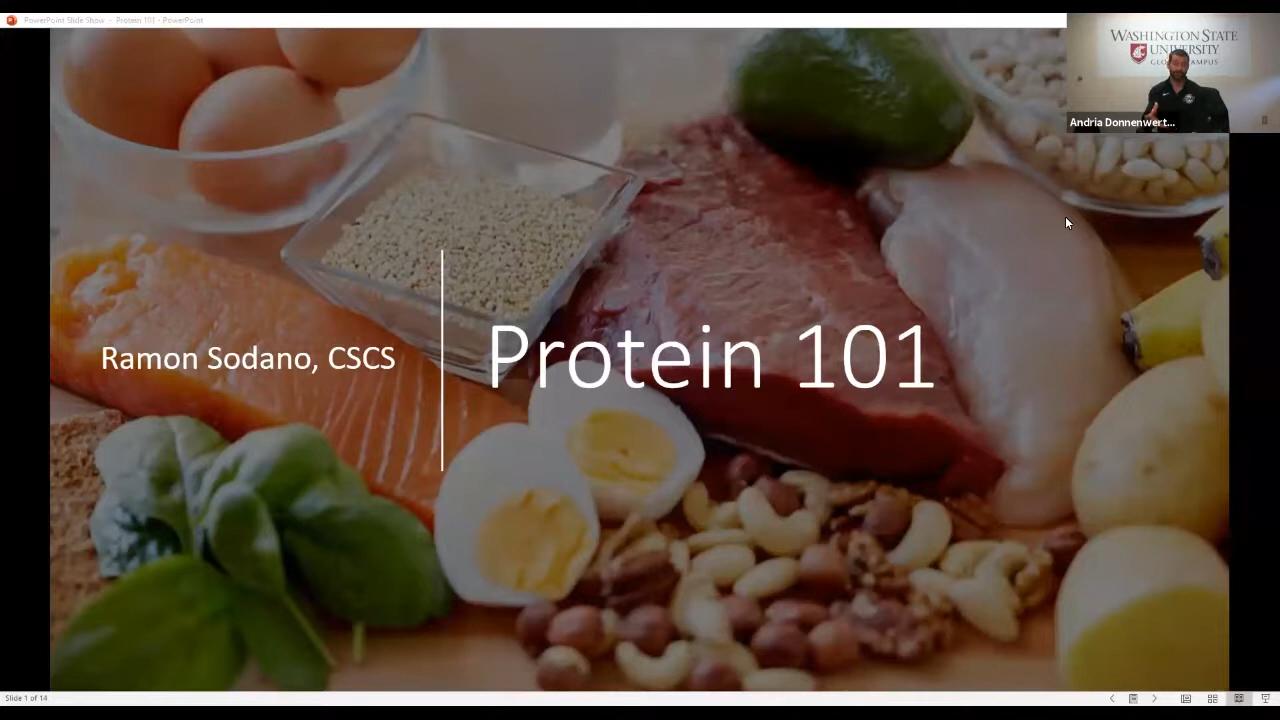 PowerPoint Slide Show - Protein 101 - PowerPoint
WASHINGTON STATE
UNIVERSITY
Andria Donnenwert...
Ramon Sodano, CSCS
Protein 101
Slide 1 of 14